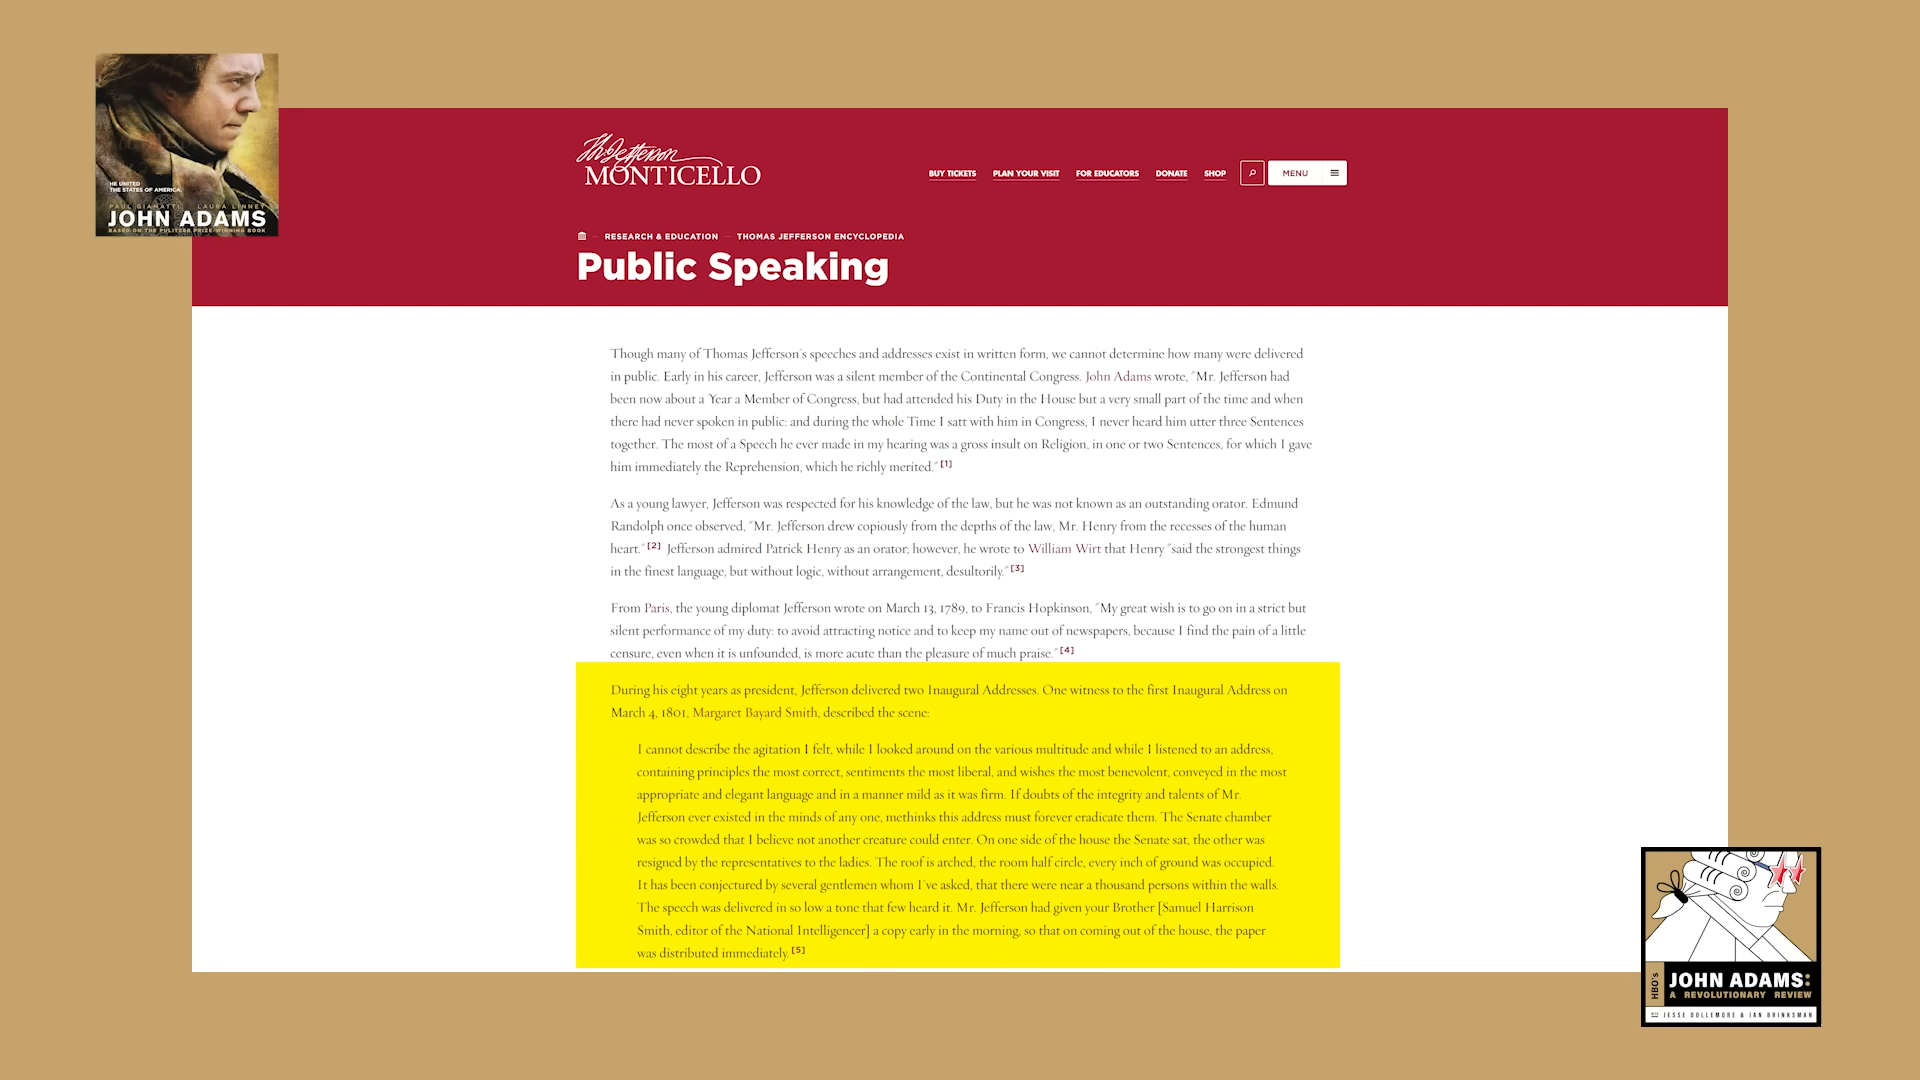 HE UNITED
THE STATES OF AMERICA.
PAUL GIAMATTI LAURA LINNEY
JOHN ADAMS
BASED ON THE PULITZER PRIZE-WINNING BOOK
Th. Jefferson
MONTICELLO
BUY TICKETS PLAN YOUR VISIT FOR EDUCATORS DONATE SHOP MENU
RESEARCH & EDUCATION – THOMAS JEFFERSON ENCYCLOPEDIA
Public Speaking
Though many of Thomas Jefferson's speeches and addresses exist in written form, we cannot determine how many were delivered
in public. Early in his career, Jefferson was a silent member of the Continental Congress. John Adams wrote, "Mr. Jefferson had
been now about a Year a Member of Congress, but had attended his Duty in the House but a very small part of the time and when
there had never spoken in public: and during the whole Time I satt with him in Congress, I never heard him utter three Sentences
together. The most of a Speech he ever made in my hearing was a gross insult on Religion, in one or two Sentences, for which I gave
him immediately the Reprehension, which he richly merited." [1]
As a young lawyer, Jefferson was respected for his knowledge of the law, but he was not known as an outstanding orator. Edmund
Randolph once observed, "Mr. Jefferson drew copiously from the depths of the law, Mr. Henry from the recesses of the human
heart." [2] Jefferson admired Patrick Henry as an orator; however, he wrote to William Wirt that Henry "said the strongest things
in the finest language, but without logic, without arrangement, desultorily." [3]
From Paris, the young diplomat Jefferson wrote on March 13, 1789, to Francis Hopkinson, "My great wish is to go on in a strict but
silent performance of my duty: to avoid attracting notice and to keep my name out of newspapers, because I find the pain of a little
censure, even when it is unfounded, is more acute than the pleasure of much praise." [4]
During his eight years as president, Jefferson delivered two Inaugural Addresses. One witness to the first Inaugural Address on
March 4, 1801, Margaret Bayard Smith, described the scene:
I cannot describe the agitation I felt, while I looked around on the various multitude and while I listened to an address,
containing principles the most correct, sentiments the most liberal, and wishes the most benevolent, conveyed in the most
appropriate and elegant language and in a manner mild as it was firm. If doubts of the integrity and talents of Mr.
Jefferson ever existed in the minds of any one, methinks this address must forever eradicate them. The Senate chamber
was so crowded that I believe not another creature could enter. On one side of the house the Senate sat, the other was
resigned by the representatives to the ladies. The roof is arched, the room half circle, every inch of ground was occupied.
It has been conjectured by several gentlemen whom I've asked, that there were near a thousand persons within the walls.
The speech was delivered in so low a tone that few heard it. Mr. Jefferson had given your Brother [Samuel Harrison
Smith, editor of the National Intelligencer] a copy early in the morning, so that on coming out of the house, the paper
was distributed immediately. [5]
HBO's
JOHN ADAMS:
A REVOLUTIONARY REVIEW
JESSE DOLLEMORE & IAN BRINKSMAN